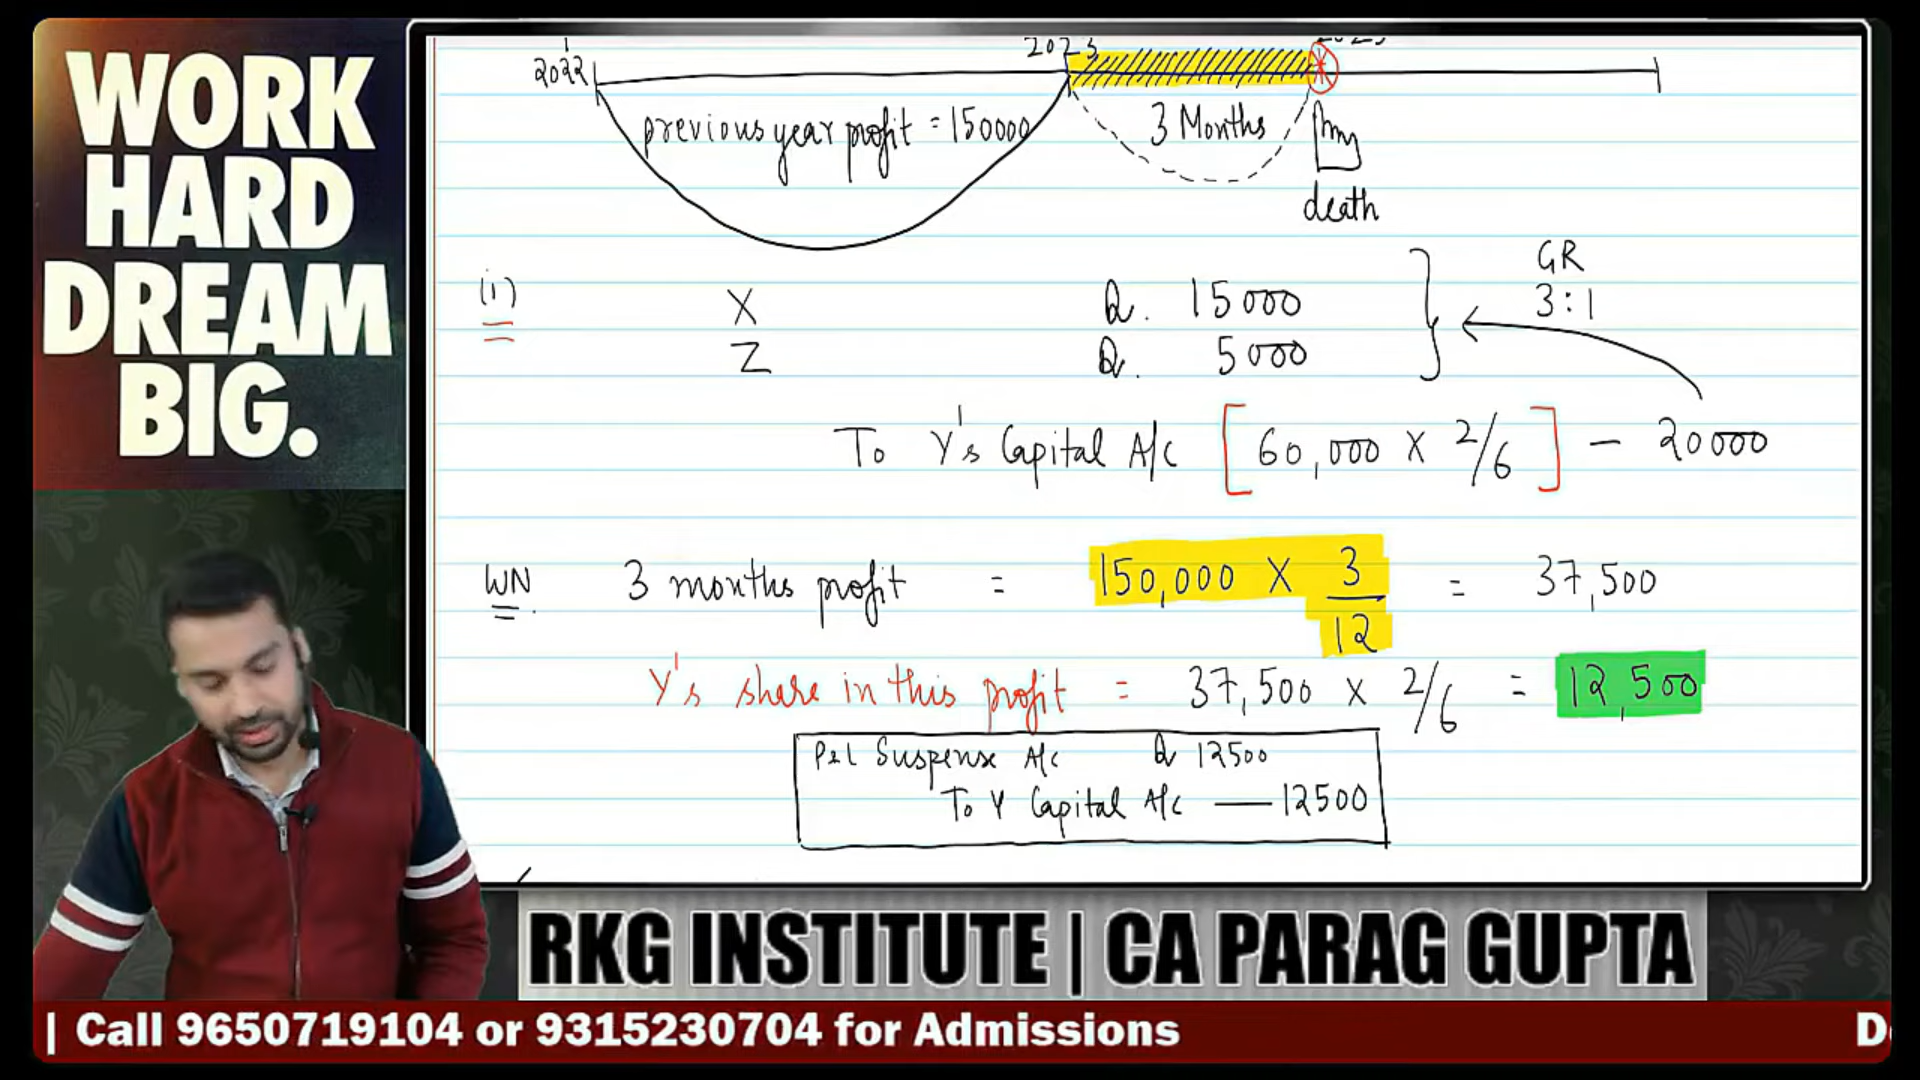 WORK
HARD
DREAM
BIG.
2022
2023
previous year profit = 150000
3 Months
death
(i)
X Dr. 15000
Z Dr. 5000
GR
3:1
To Y's Capital A/c [60,000 X 2/6] - 20000
WN 3 months profit = 150,000 X 3/12 = 37,500
Y's share in this profit = 37,500 x 2/6 = 12,500
P&L Suspense A/c Dr 12500
To Y Capital A/c — 12500
RKG INSTITUTE | CA PARAG GUPTA
| Call 9650719104 or 9315230704 for Admissions